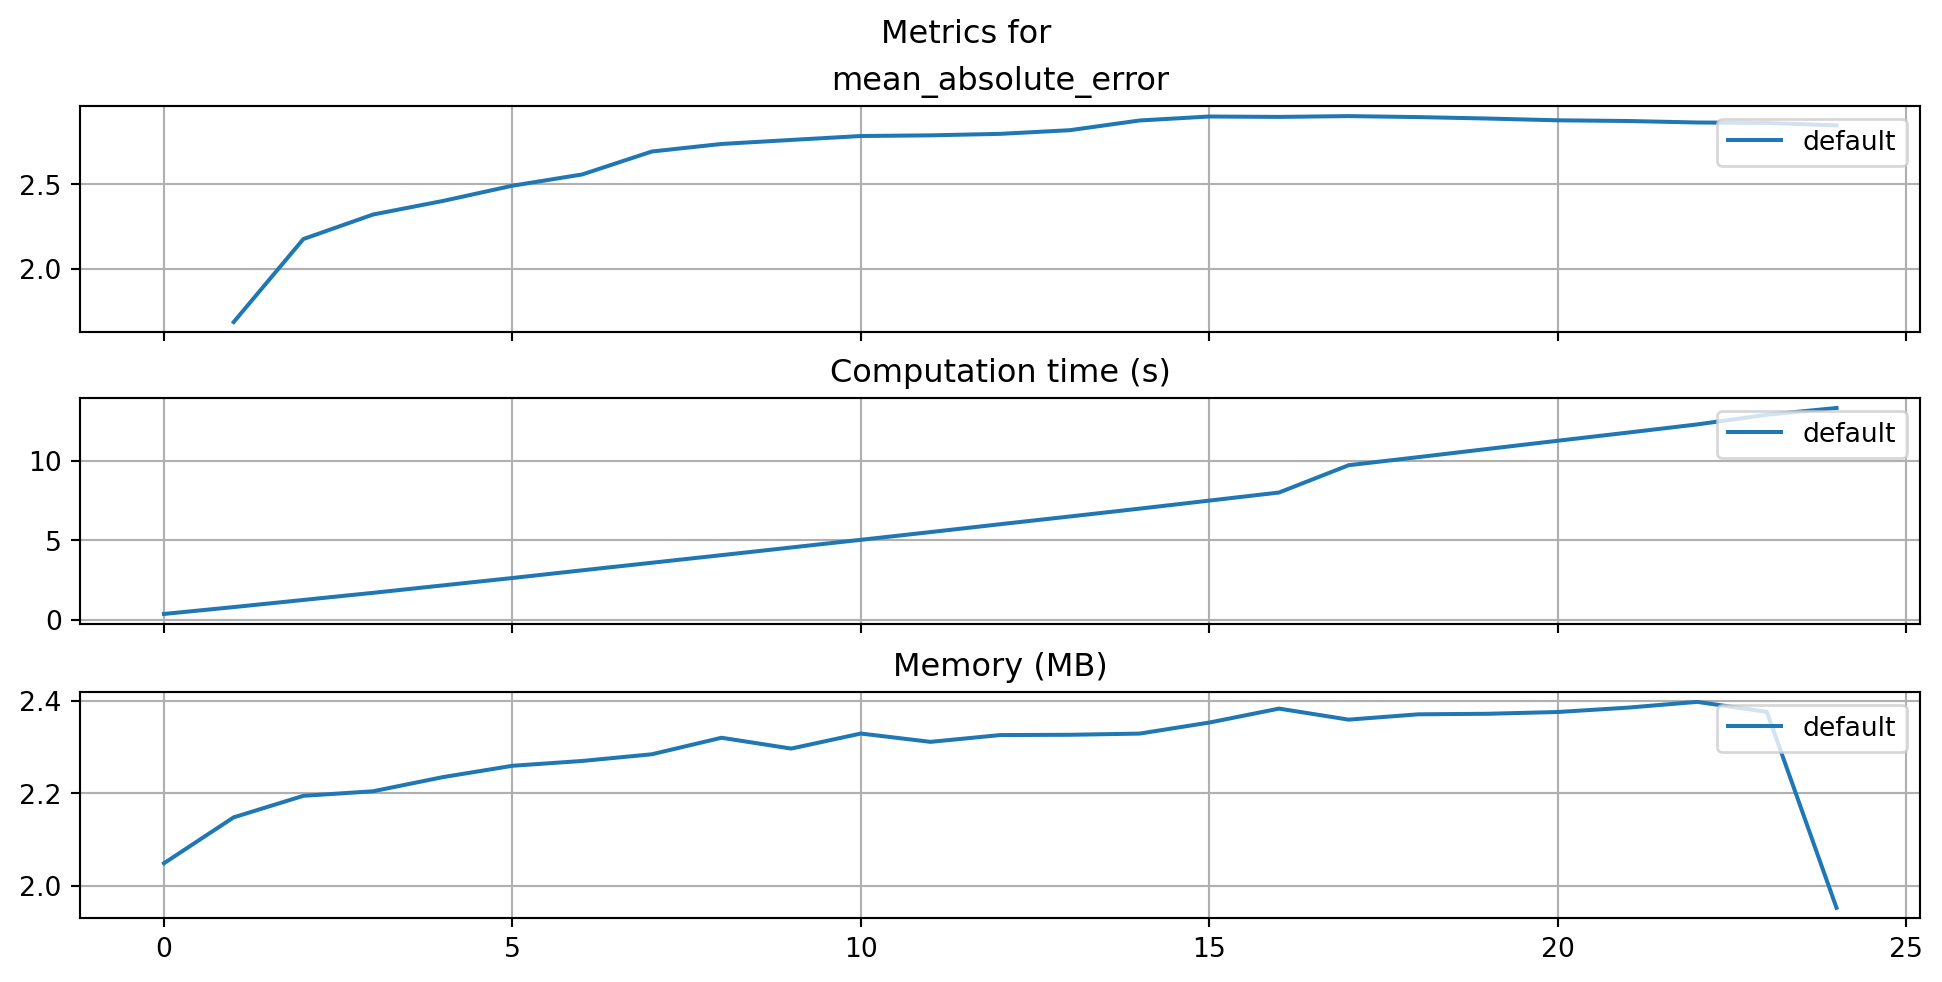 Metrics for
mean_absolute_error
2.5
2.0
default
Computation time (s)
10
5
0
default
Memory (MB)
2.4
2.2
2.0
default
0 5 10 15 20 25